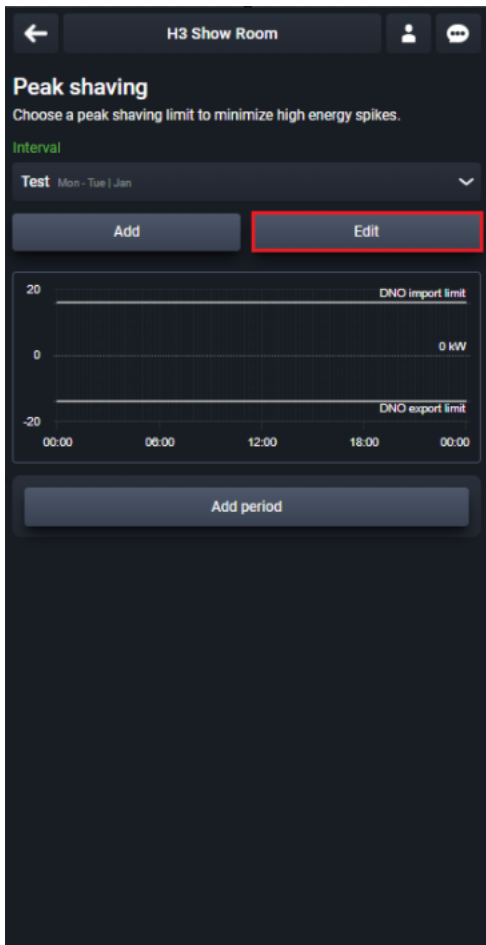 H3 Show Room
Peak shaving
Choose a peak shaving limit to minimize high energy spikes.
Interval
Test Mon - Tue | Jan
Add
Edit
20
DNO import limit
0
0 kW
DNO export limit
-20
00:00 06:00 12:00 18:00 00:00
Add period